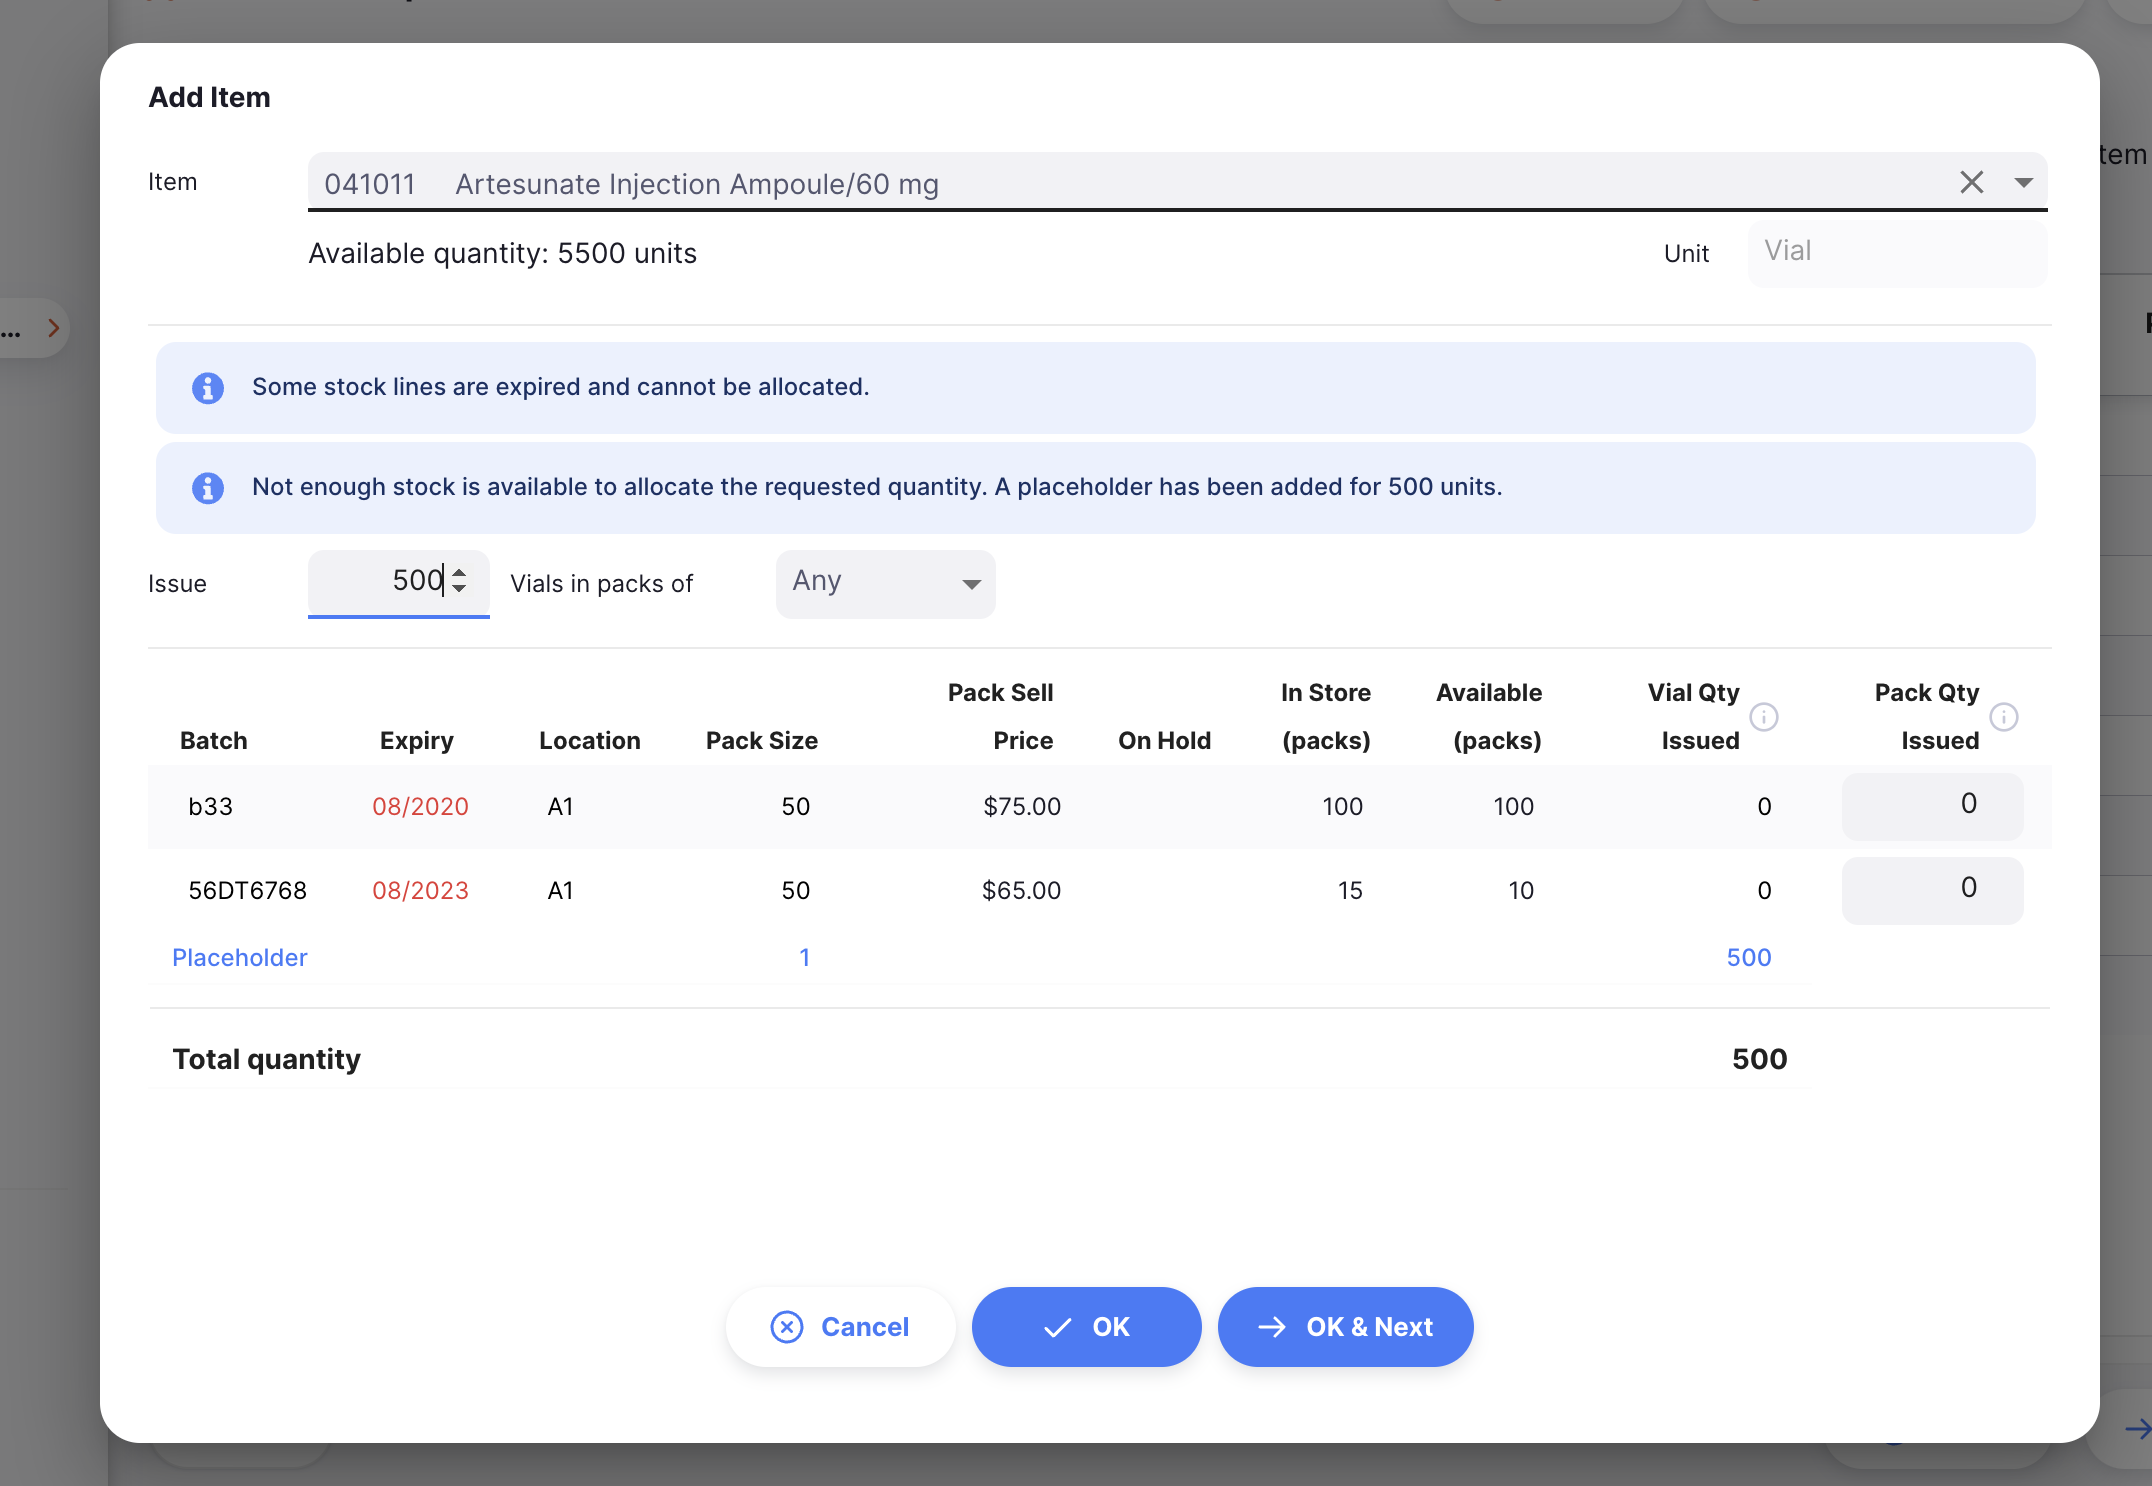 Add Item
Item
041011 Artesunate Injection Ampoule/60 mg
Available quantity: 5500 units
Unit
Vial
tem
...
Some stock lines are expired and cannot be allocated.
Not enough stock is available to allocate the requested quantity. A placeholder has been added for 500 units.
Issue
500
Vials in packs of
Any
Batch
Expiry
Location
Pack Size
Pack Sell
Price
On Hold
In Store
(packs)
Available
(packs)
Vial Qty
Issued
Pack Qty
Issued
b33 08/2020 A1 50 $75.00 100 100 0 0
56DT6768 08/2023 A1 50 $65.00 15 10 0 0
Placeholder 1 500
Total quantity 500
Cancel
OK
OK & Next